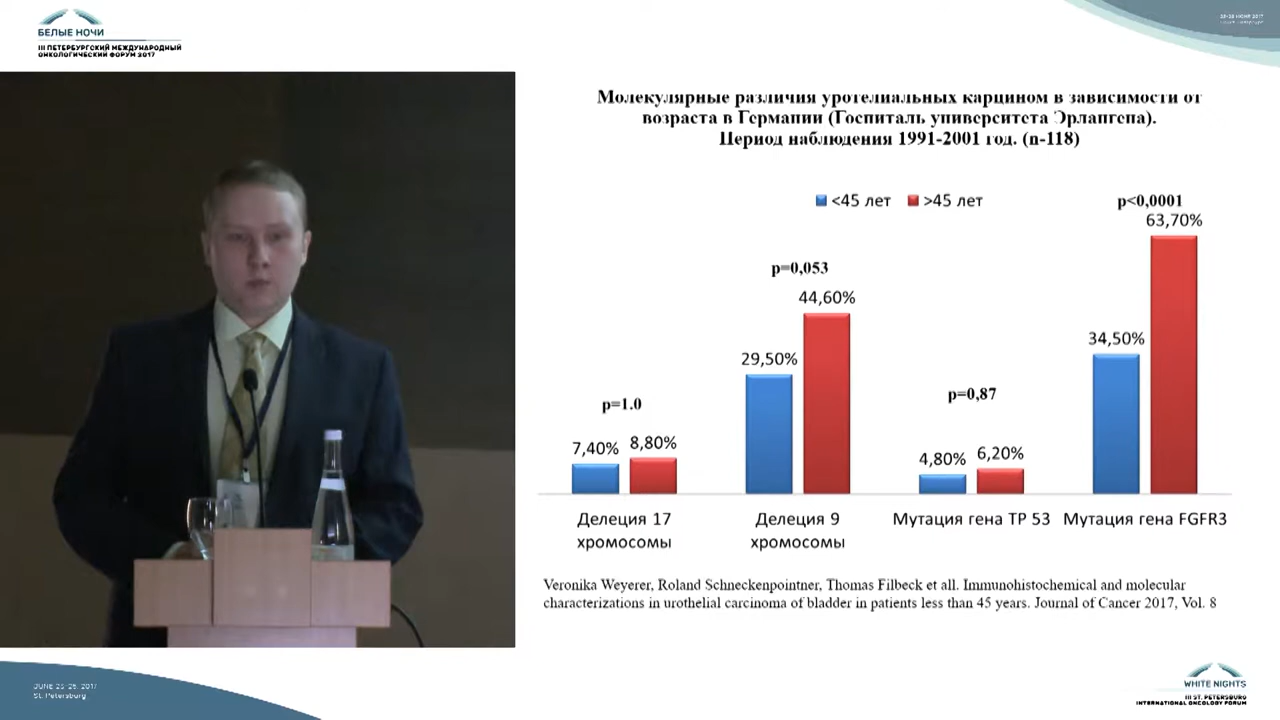 БЕЛЫЕ НОЧИ
III ПЕТЕРБУРГСКИЙ МЕЖДУНАРОДНЫЙ
ОНКОЛОГИЧЕСКИЙ ФОРУМ 2017
Молекулярные различия уротелиальных карцином в зависимости от
возраста в Германии (Госпиталь университета Эрлангена).
Период наблюдения 1991-2001 год. (n-118)
<45 лет >45 лет
p<0,0001
63,70%
p=0,053
44,60%
34,50%
29,50%
p=0,87
p=1.0
7,40% 8,80%
4,80% 6,20%
Делеция 17 хромосомы
Делеция 9 хромосомы
Мутация гена TP 53
Мутация гена FGFR3
Veronika Weyerer, Roland Schneckenpointner, Thomas Filbeck et all. Immunohistochemical and molecular
characterizations in urothelial carcinoma of bladder in patients less than 45 years. Journal of Cancer 2017, Vol. 8
St. Petersburg
WHITE NIGHTS
III ST. PETERSBURG
INTERNATIONAL ONCOLOGY FORUM